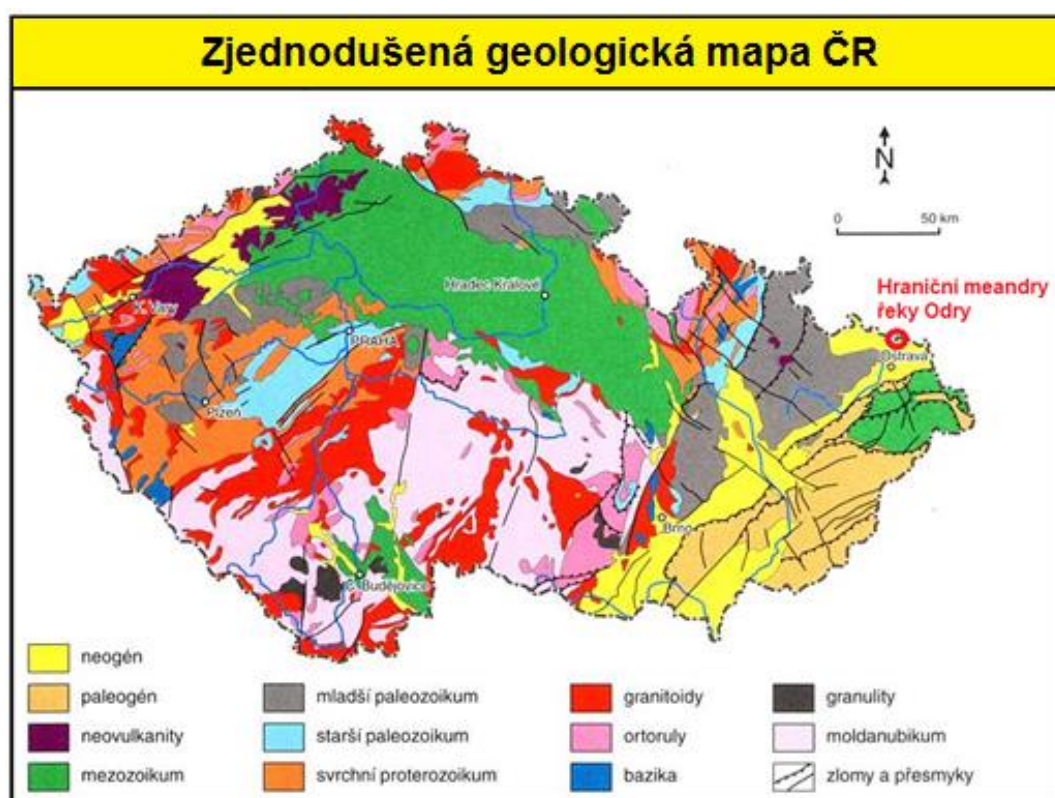 Zjednodušená geologická mapa ČR
N
0 50 km
Hraniční meandry
řeky Odry
Hradec Králové
K. Vary
PRAHA
Ostrava
Plzeň
Brno
Č. Budějovice
neogén
paleogén
neovulkanity
mezozoikum
mladší paleozoikum
starší paleozoikum
svrchní proterozoikum
granitoidy
ortoruly
bazika
granulity
moldanubikum
zlomy a přesmyky